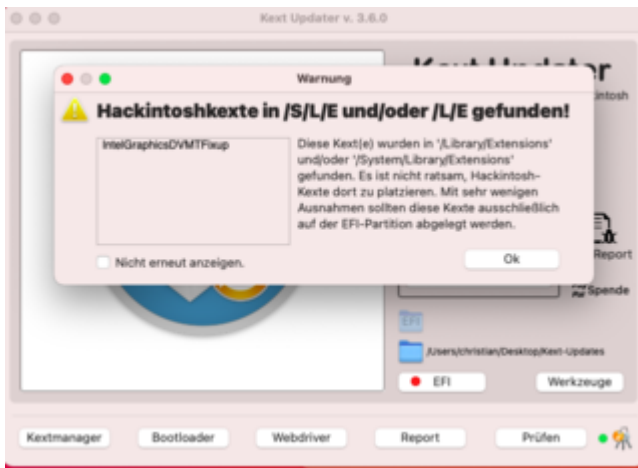 Kext Updater v. 3.6.0
Warnung
Hackintoshkexte in /S/L/E und/oder /L/E gefunden!
IntelGraphicsDVMTFixup
Diese Kext(e) wurden in '/Library/Extensions'
und/oder '/System/Library/Extensions'
gefunden. Es ist nicht ratsam, Hackintosh-
Kexte dort zu platzieren. Mit sehr wenigen
Ausnahmen sollten diese Kexte ausschließlich
auf der EFI-Partition abgelegt werden.
Nicht erneut anzeigen.
Ok
Report
Spende
EFI
/Users/christian/Desktop/Kext-Updates
EFI
Werkzeuge
Kextmanager
Bootloader
Webdriver
Report
Prüfen